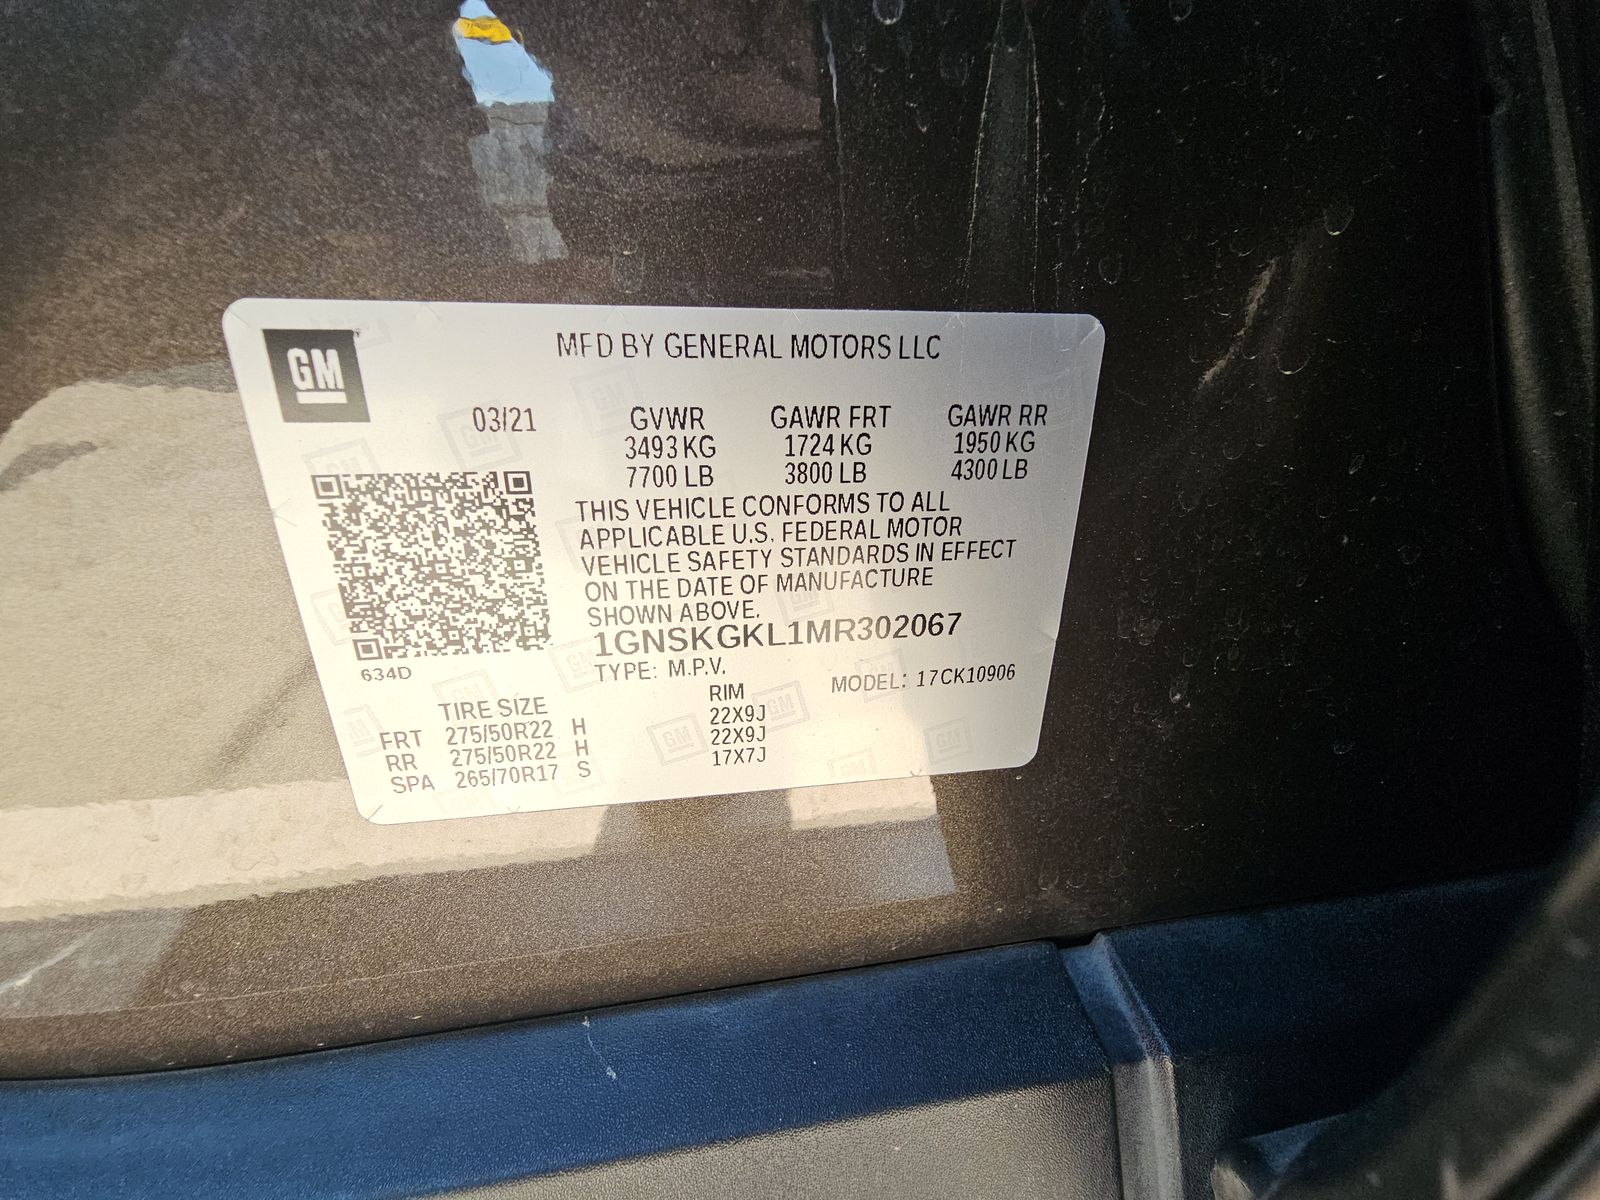 GM
MFD BY GENERAL MOTORS LLC
03/21 GVWR GAWR FRT GAWR RR
3493 KG 1724 KG 1950 KG
7700 LB 3800 LB 4300 LB
THIS VEHICLE CONFORMS TO ALL
APPLICABLE U.S. FEDERAL MOTOR
VEHICLE SAFETY STANDARDS IN EFFECT
ON THE DATE OF MANUFACTURE
SHOWN ABOVE.
1GNSKGKL1MR302067
634D TYPE: M.P.V. MODEL: 17CK10906
TIRE SIZE RIM
FRT 275/50R22 H 22X9J
RR 275/50R22 H 22X9J
SPA 265/70R17 S 17X7J